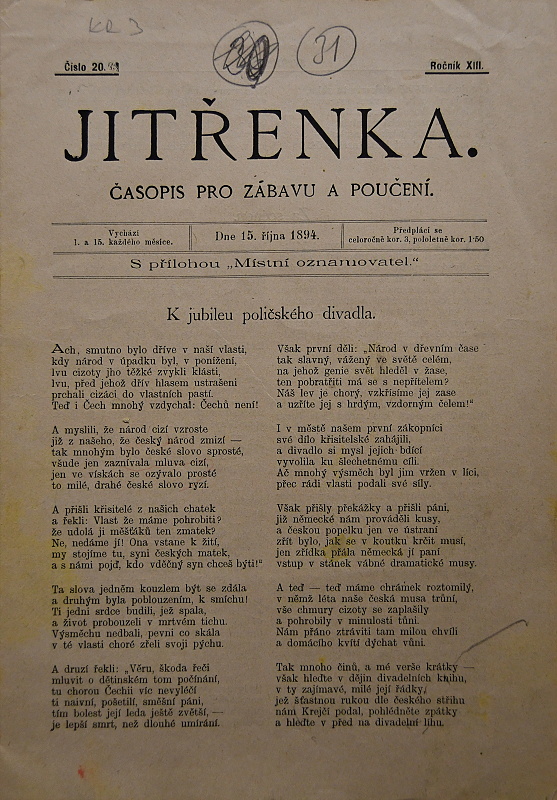 KR 3
30
31
Číslo 20.
Ročník XIII.
JITŘENKA.
ČASOPIS PRO ZÁBAVU A POUČENÍ.
Vychází
1. a 15. každého měsíce.
Dne 15. října 1894.
Předplácí se
celoročně kor. 3, pololetně kor. 1·50
S přílohou „Místní oznamovatel.“
K jubileu poličského divadla.
Ach, smutno bylo dříve v naší vlasti,
kdy národ v úpadku byl, v ponížení,
lvu cizoty jho těžké zvykli klásti,
lvu, před jehož dřív hlasem ustrašeni
prchali cizáci do vlastních pastí.
Teď i Čech mnohý vzdychal: Čechů není!
A myslili, že národ cizí vzroste
již z našeho, že český národ zmizí —
tak mnohým bylo české slovo sprosté,
všude jen zaznívala mluva cizí,
jen ve vískách se ozývalo prosté
to milé, drahé české slovo ryzí.
A přišli křisitelé z našich chatek
a řekli: Vlast že máme pohrobiti?
že udolá ji měšťáků ten zmatek?
Ne, nedáme jí! Ona vstane k žití,
my stojíme tu, syni českých matek,
a s námi pojď, kdo vděčný syn chceš býti!“
Ta slova jedněm kouzlem být se zdála
a druhým byla poblouzením, k smíchu!
Ti jedni srdce budili, jež spala,
a život probouzeli v mrtvém tichu.
Výsměchu nedbali, pevni co skála
v té vlasti choré zřeli svoji pýchu.
A druzí řekli: „Věru, škoda řeči
mluvit o dětinském tom počínání,
tu chorou Čechii víc nevyléčí
ti naivní, pošetilí, směšní páni,
tím bolest její leda ještě zvětší, —
je lepší smrt, než dlouhé umírání.
Však první děli: „Národ v dřevním čase
tak slavný, vážený ve světě celém,
na jehož genie svět hleděl v žase,
ten pobratřiti má se s nepřítelem?
Náš lev je chorý, vzkřísíme jej zase
a uzříte jej s hrdým, vzdorným čelem!“
I v městě našem první zákopníci
své dílo křisitelské zahájili,
a divadlo si mysl jejich bdící
vyvolila ku šlechetnému cíli.
Ač mnohý výsměch byl jim vržen v líci,
přec rádi vlasti podali své síly.
Však přišly překážky a přišli páni,
již německé nám prováděli kusy,
a českou popelku jen ve ústraní
zřít bylo, jak se v koutku krčit musí,
jen zřídka přála německá jí paní
vstup v stánek vábné dramatické musy.
A teď — teď máme chrámek roztomilý,
v němž léta naše česká musa trůní,
vše chmury cizoty se zaplašily
a pohrobily v minulosti tůni.
Nám přáno ztráviti tam milou chvíli
a domácího kvítí dýchat vůni.
Tak mnoho činů, a mé verše krátky —
však hleďte v dějin divadelních knihu,
v ty zajímavé, milé její řádky,
jež šťastnou rukou dle českého střihu
nám Krejčí podal, pohlédněte zpátky
a hleďte v před na divadelní líhu.